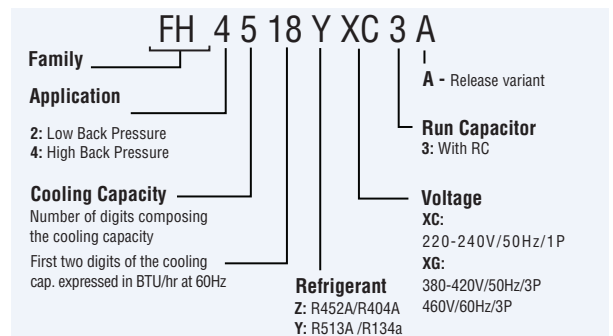 FH 4 5 18 Y XC 3 A
Family
A - Release variant
Application
2: Low Back Pressure
4: High Back Pressure
Run Capacitor
3: With RC
Cooling Capacity
Number of digits composing
the cooling capacity
First two digits of the cooling
cap. expressed in BTU/hr at 60Hz
Voltage
XC:
220-240V/50Hz/1P
XG:
380-420V/50Hz/3P
460V/60Hz/3P
Refrigerant
Z: R452A/R404A
Y: R513A /R134a